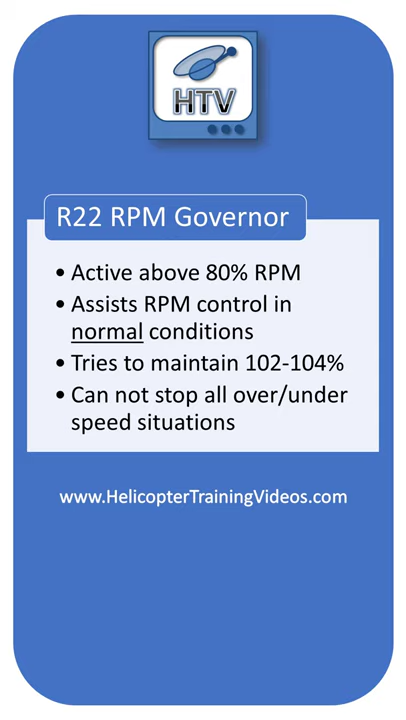 HTV
R22 RPM Governor
• Active above 80% RPM
• Assists RPM control in
normal conditions
• Tries to maintain 102-104%
• Can not stop all over/under
speed situations
www.HelicopterTrainingVideos.com